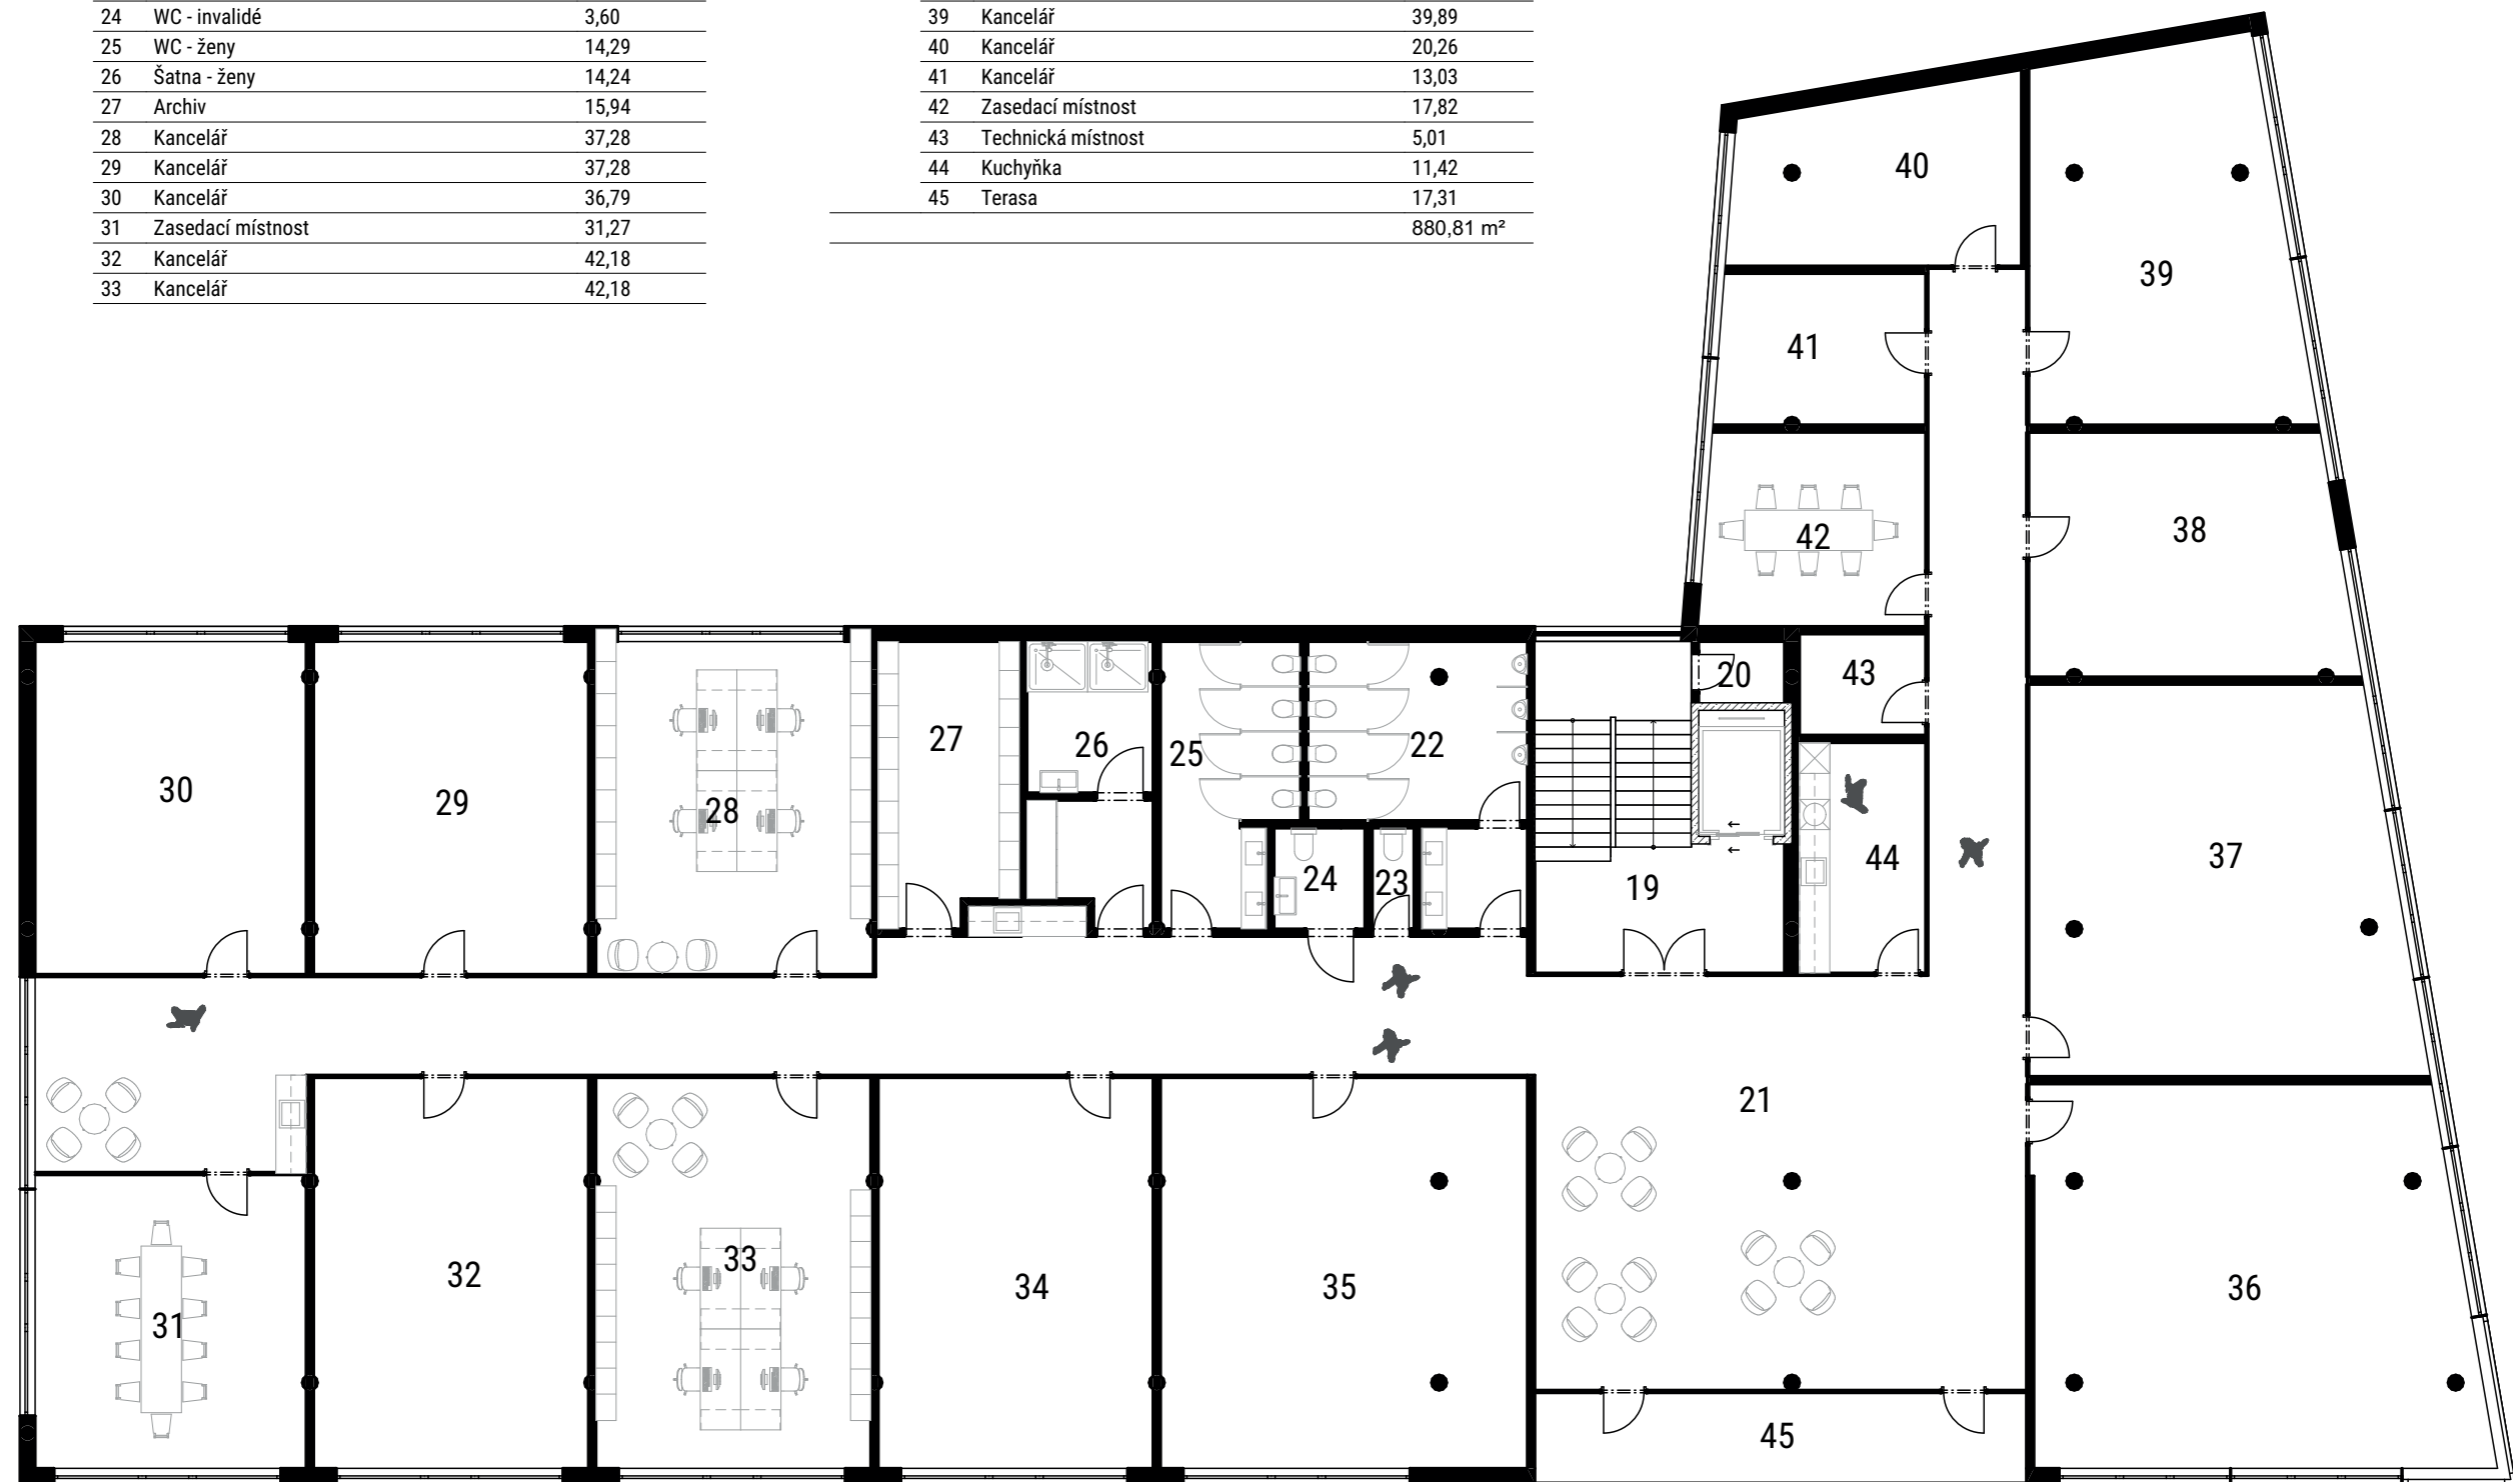 24 WC - invalidé 3,60
25 WC - ženy 14,29
26 Šatna - ženy 14,24
27 Archiv 15,94
28 Kancelář 37,28
29 Kancelář 37,28
30 Kancelář 36,79
31 Zasedací místnost 31,27
32 Kancelář 42,18
33 Kancelář 42,18
39 Kancelář 39,89
40 Kancelář 20,26
41 Kancelář 13,03
42 Zasedací místnost 17,82
43 Technická místnost 5,01
44 Kuchyňka 11,42
45 Terasa 17,31
880,81 m²
40
39
41
38
42
20
43
27
26
25
22
30
29
28
37
44
24
23
19
21
33
32
34
35
36
31
45